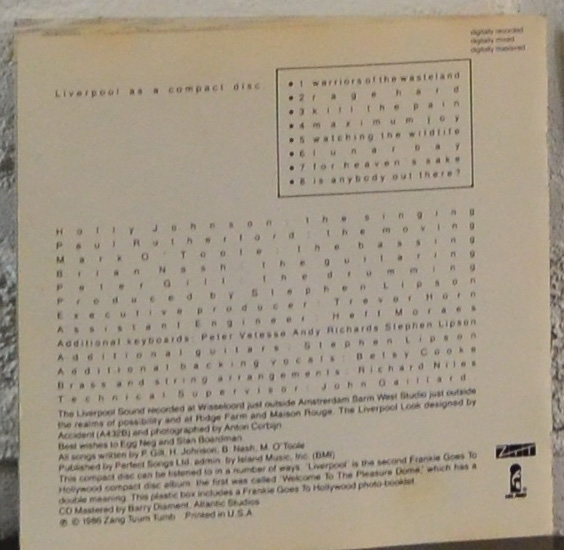 digitally recorded
digitally mixed
digitally mastered
Liverpool as a compact disc.
• 1 warriors of the wasteland
• 2 rage hard
• 3 kill the pain
• 4 maximum joy
• 5 watching the wildlife
• 6 lunar bay
• 7 for heaven's sake
• 8 is anybody out there?
Holly Johnson: the singing
Paul Rutherford: the moving
Mark O'Toole: the bassing
Brian Nash: the guitaring
Peter Gill: the drumming
Produced by Stephen Lipson
Executive producer: Trevor Horn
Assistant Engineer: Heff Moraes
Additional keyboards: Peter Vetesse Andy Richards Stephen Lipson
Additional guitars: Stephen Lipson
Additional backing vocals: Betsy Cooke
Brass and string arrangements: Richard Niles
Technical Supervisor: John Gailliard
The Liverpool Sound recorded at Wisseloord just outside Amsterdam Sarm West Studio just outside
the realms of possibility and at Ridge Farm and Maison Rouge. The Liverpool Look designed by
Accident (A432B) and photographed by Anton Corbijn.
Best wishes to Egg Neg and Stan Boardman.
All songs written by P. Gill, H. Johnson, B. Nash, M. O'Toole
Published by Perfect Songs Ltd. admin. by Island Music, Inc. (BMI)
This compact disc can be listened to in a number of ways. 'Liverpool' is the second Frankie Goes To
Hollywood compact disc album: the first was called 'Welcome To The Pleasure Dome,' which has a
double meaning. This plastic box includes a Frankie Goes To Hollywood photo-booklet.
CD Mastered by Barry Diament, Atlantic Studios
℗ © 1986 Zang Tuum Tumb. Printed in U.S.A.